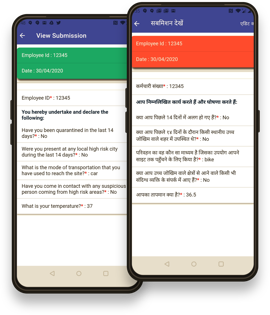 View Submission
Employee Id : 12345
Date : 30/04/2020
Employee ID* : 12345
You hereby undertake and declare the
following:
Have you been quarantined in the last 14
days?* : No
Were you present at any local high risk city
during the last 14 days?* : No
What is the mode of transportation that you
have used to reach the site?* : car
Have you come in contact with any suspicious
person coming from high risk areas?* : No
What is your temperature?* : 37
सबमिशन देखें
Employee Id : 12345
Date : 30/04/2020
कर्मचारी संख्या* : 12345
आप निम्नलिखित कार्य करते हैं और घोषणा करते हैं:
क्या आप पिछले 14 दिनों में अलग हो गए हैं?* : No
क्या आप पिछले १४ दिनों के दौरान किसी स्थानीय उच्च
जोखिम वाले शहर में उपस्थित थे?* : No
परिवहन का वह कौन सा माध्यम है जिसका उपयोग आपने
साइट तक पहुँचने के लिए किया है?* : bike
क्या आप उच्च जोखिम वाले क्षेत्रों से आने वाले किसी भी
संदिग्ध व्यक्ति के संपर्क में आए हैं?* : No
आपका तापमान क्या है?* : 36.5